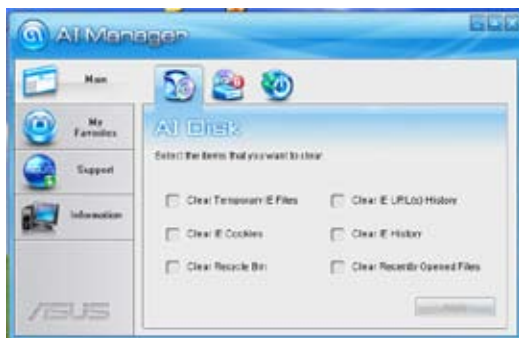 AI Manager
Main
My
Favorites
Support
Information
AI Disk
Select the items that you want to clear
Clear Temporary IE Files
Clear IE URL(s) History
Clear IE Cookies
Clear IE History
Clear Recycle Bin
Clear Recently Opened Files
ASUS